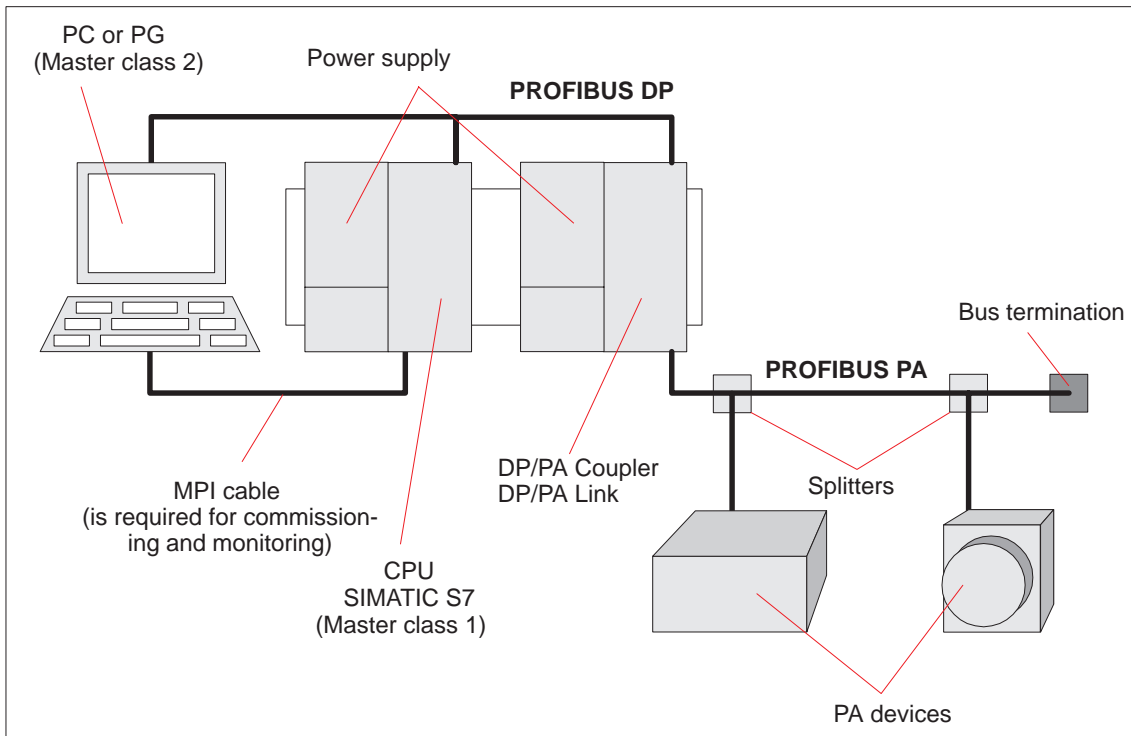 PC or PG
(Master class 2)
Power supply
PROFIBUS DP
Bus termination
PROFIBUS PA
DP/PA Coupler
DP/PA Link
Splitters
MPI cable
(is required for commission-
ing and monitoring)
CPU
SIMATIC S7
(Master class 1)
PA devices